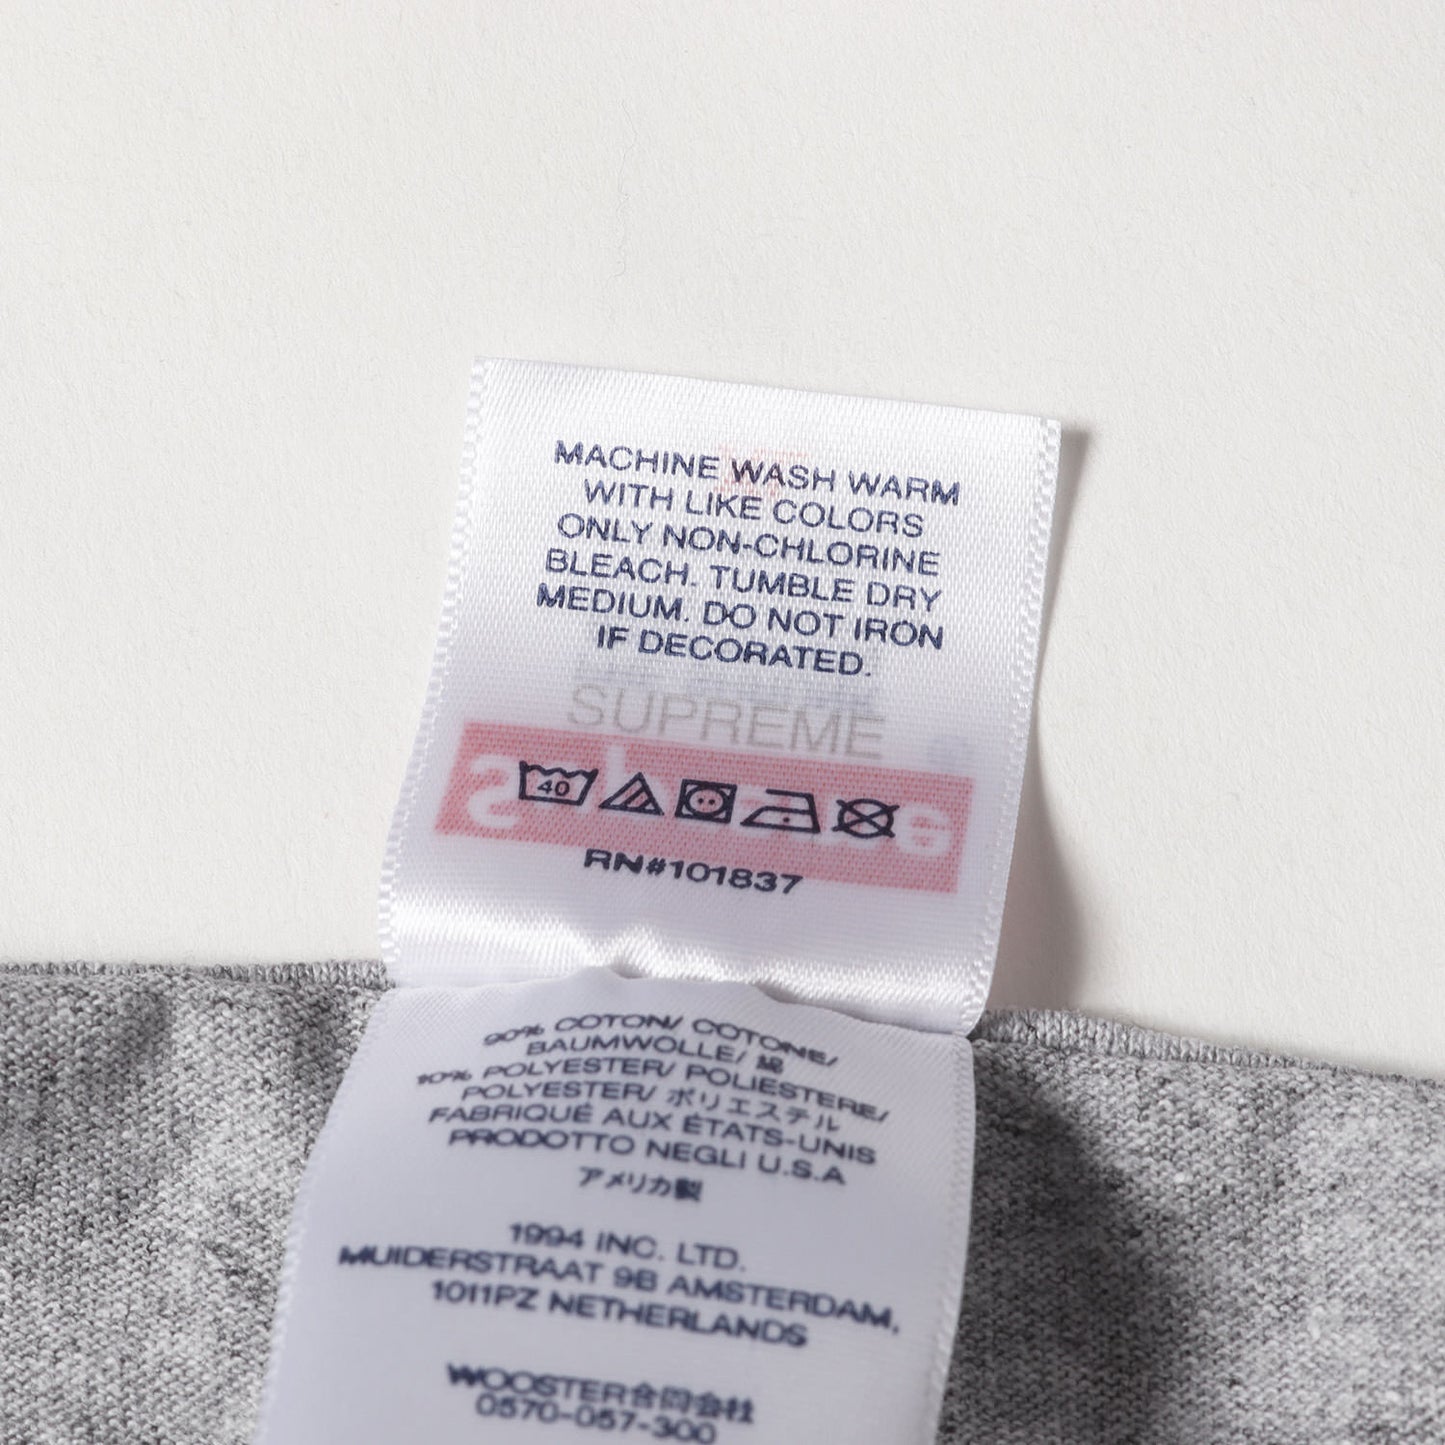 MACHINE WASH WARM
WITH LIKE COLORS
ONLY NON-CHLORINE
BLEACH. TUMBLE DRY
MEDIUM. DO NOT IRON
IF DECORATED.
SUPREME
40
RN#101837
90% COTON/ COTONE/
BAUMWOLLE/ 綿
10% POLYESTER/ POLIESTERE/
POLYESTER/ ポリエステル
FABRIQUÉ AUX ÉTATS-UNIS
PRODOTTO NEGLI U.S.A
アメリカ製
1994 INC. LTD.
MUIDERSTRAAT 9B AMSTERDAM,
1011PZ NETHERLANDS
WOOSTER合同会社
0570-057-300